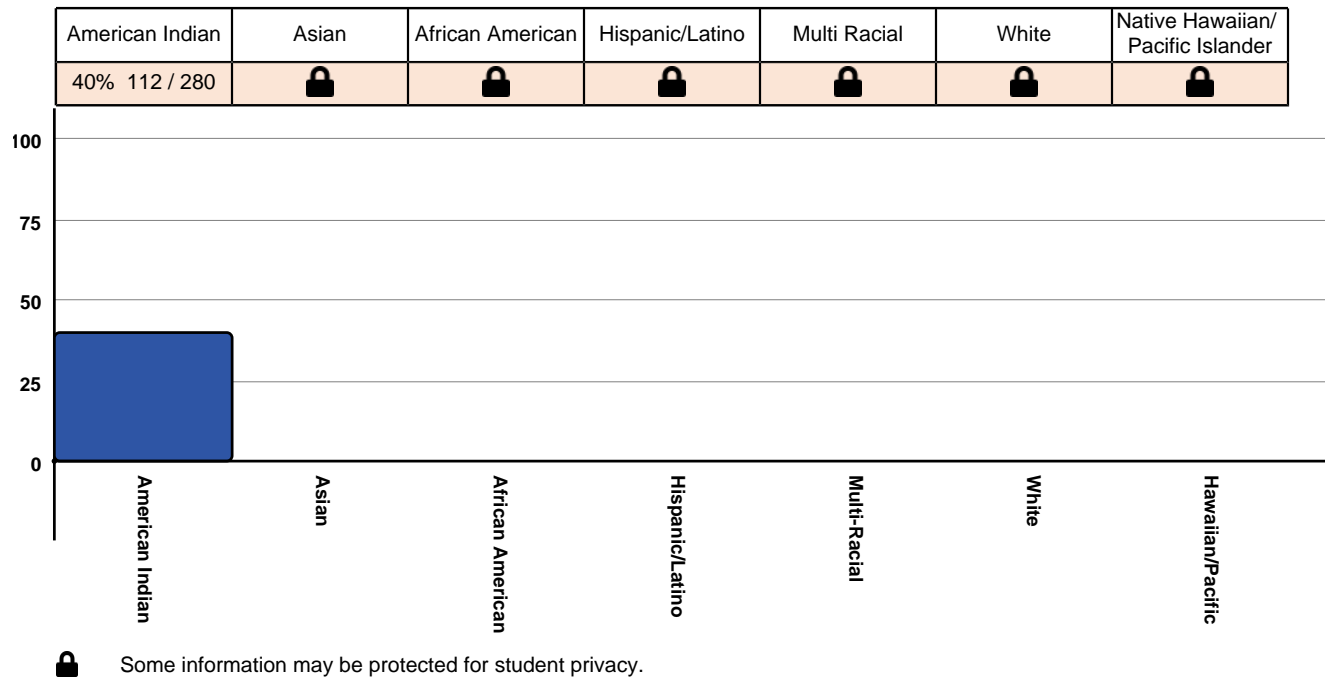 American Indian Asian African American Hispanic/Latino Multi Racial White Native Hawaiian/
Pacific Islander
40% 112 / 280
100
75
50
25
0
American Indian
Asian
African American
Hispanic/Latino
Multi-Racial
White
Hawaiian/Pacific
Some information may be protected for student privacy.